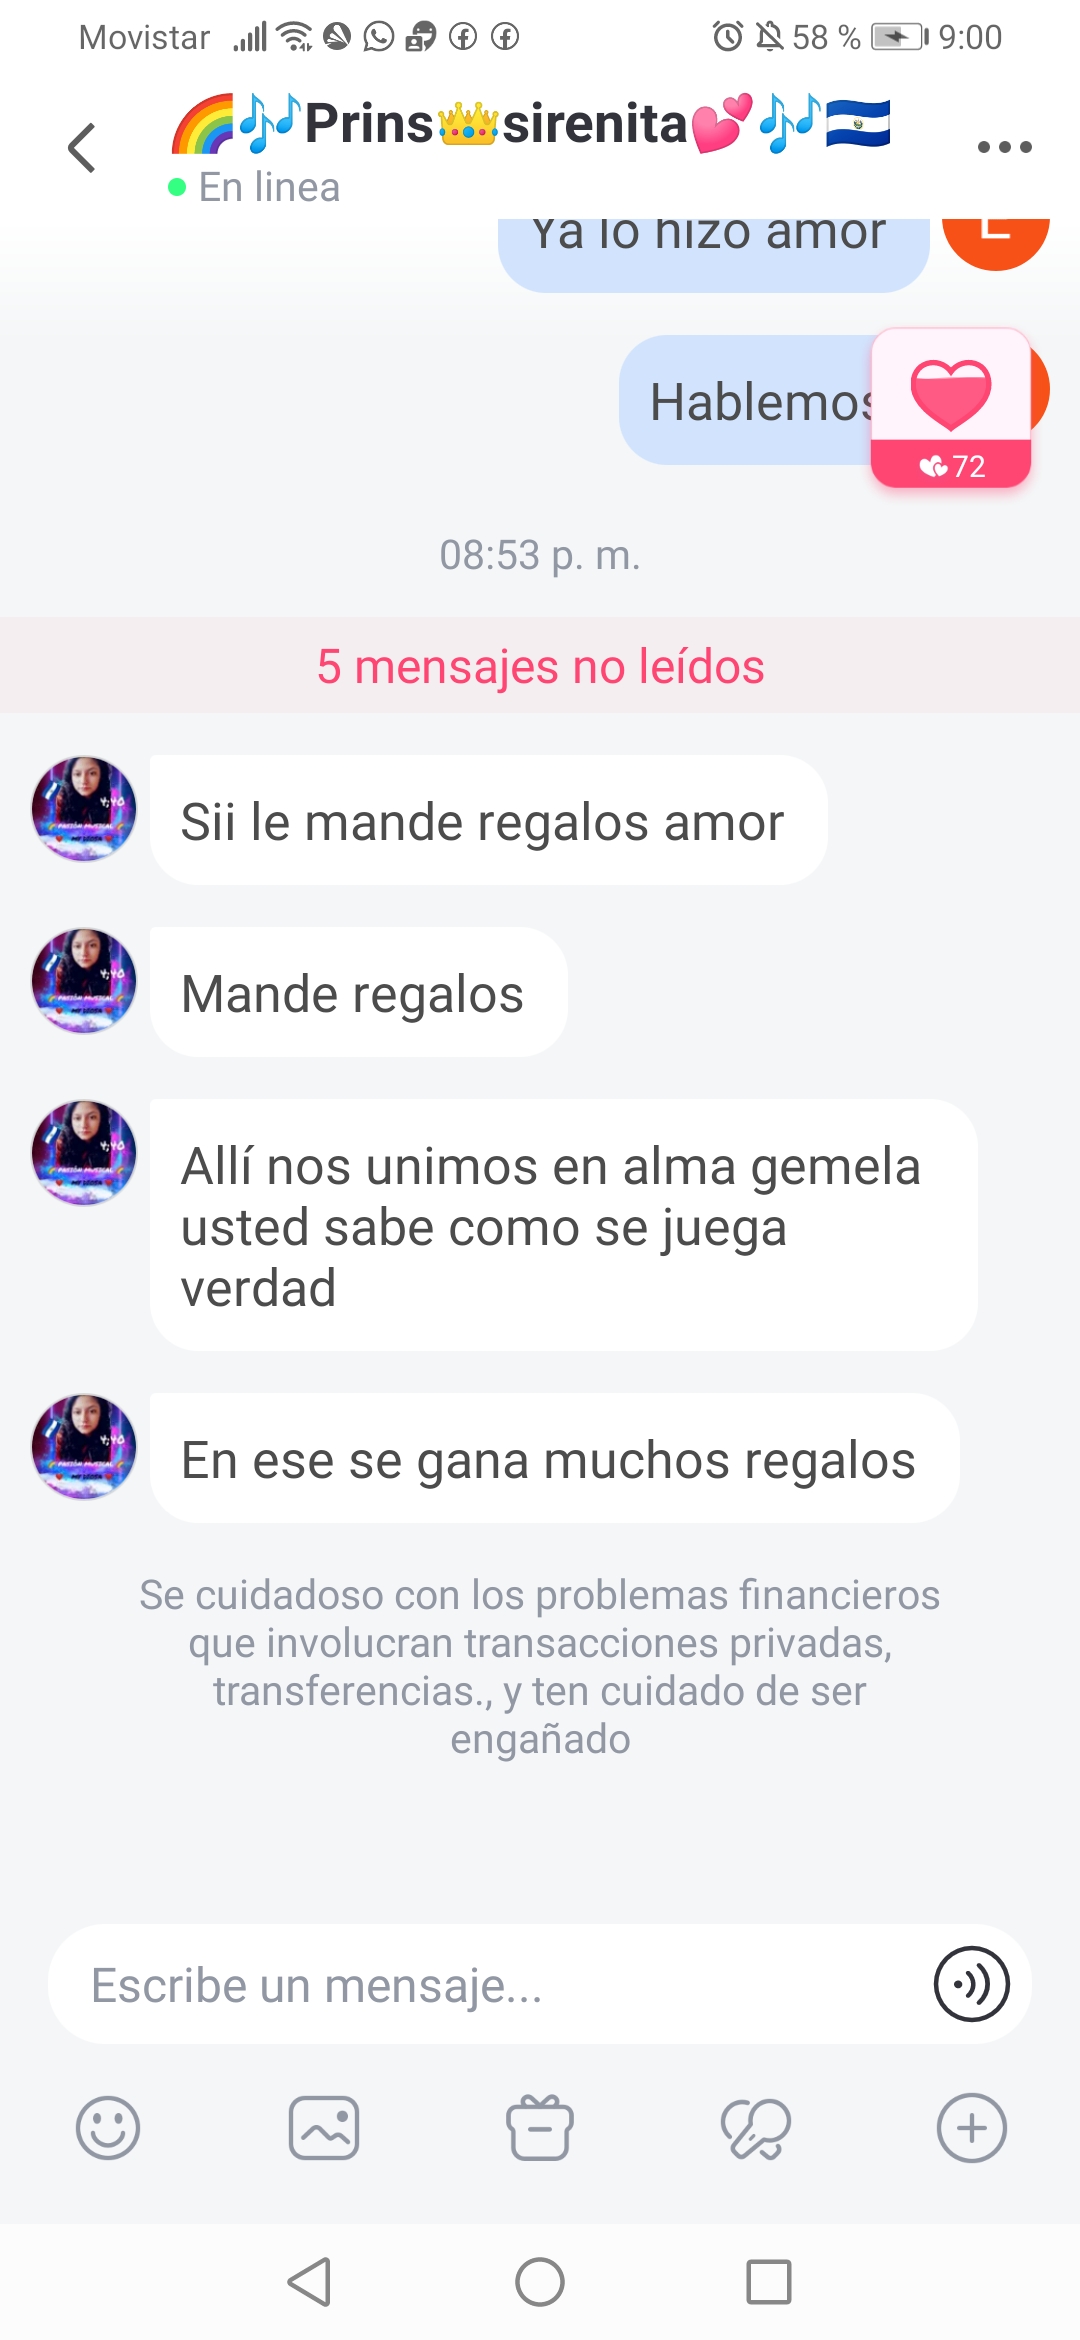 Movistar 58 % 9:00
🌈🎶Prins👑sirenita💕🎶🇸🇻
En linea
Ya lo hizo amor
Hablemos
72
08:53 p. m.
5 mensajes no leídos
Sii le mande regalos amor
Mande regalos
Allí nos unimos en alma gemela
usted sabe como se juega
verdad
En ese se gana muchos regalos
Se cuidadoso con los problemas financieros
que involucran transacciones privadas,
transferencias., y ten cuidado de ser
engañado
Escribe un mensaje...